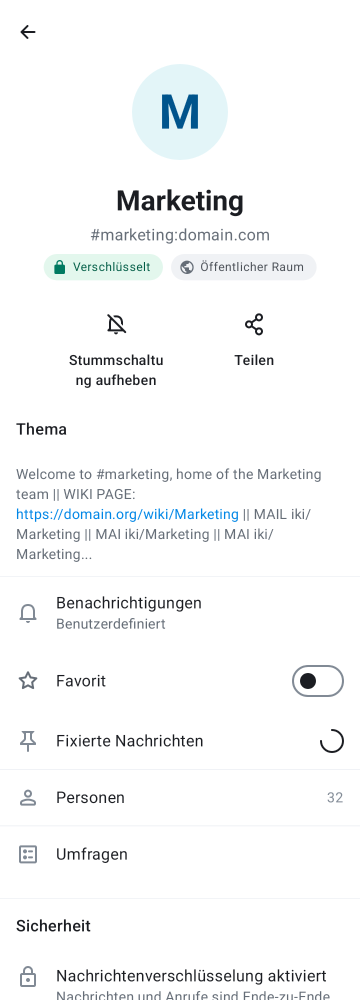 M
Marketing
#marketing:domain.com
Verschlüsselt
Öffentlicher Raum
Stummschaltu
ng aufheben
Teilen
Thema
Welcome to #marketing, home of the Marketing
team || WIKI PAGE:
https://domain.org/wiki/Marketing || MAIL iki/
Marketing || MAI iki/Marketing || MAI iki/
Marketing...
Benachrichtigungen
Benutzerdefiniert
Favorit
Fixierte Nachrichten
Personen 32
Umfragen
Sicherheit
Nachrichtenverschlüsselung aktiviert
Nachrichten und Anrufe sind Ende-zu-Ende